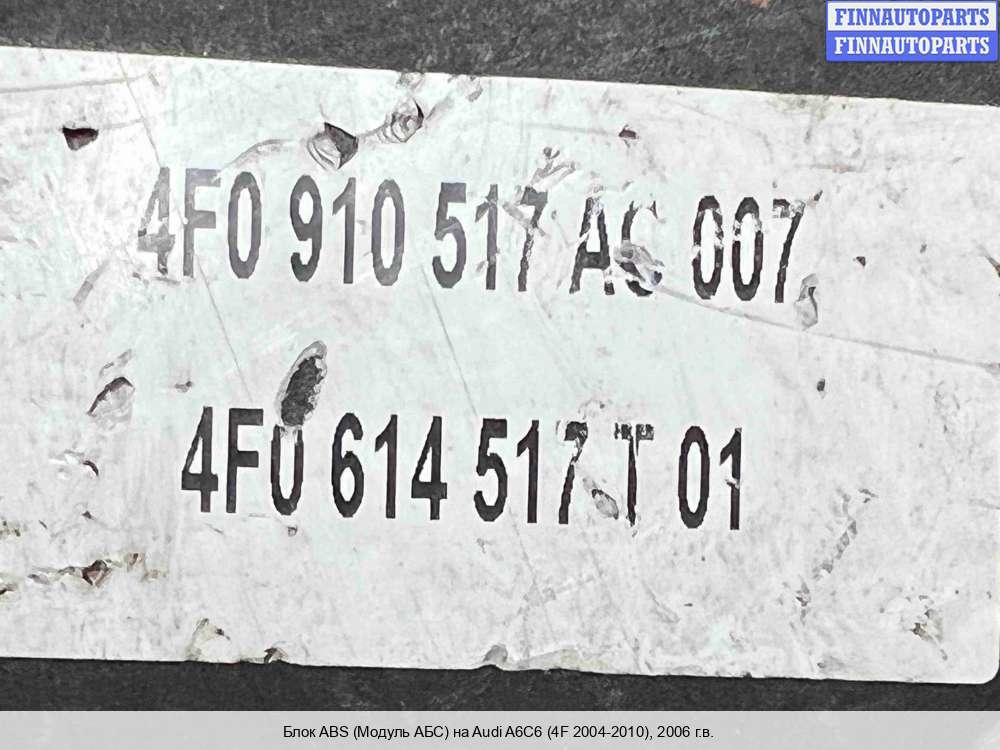 FINNAUTOPARTS
FINNAUTOPARTS
4F0 910 517 AC 007
4F0 614 517 T 01
Блок ABS (Модуль АБС) на Audi A6C6 (4F 2004-2010), 2006 г.в.